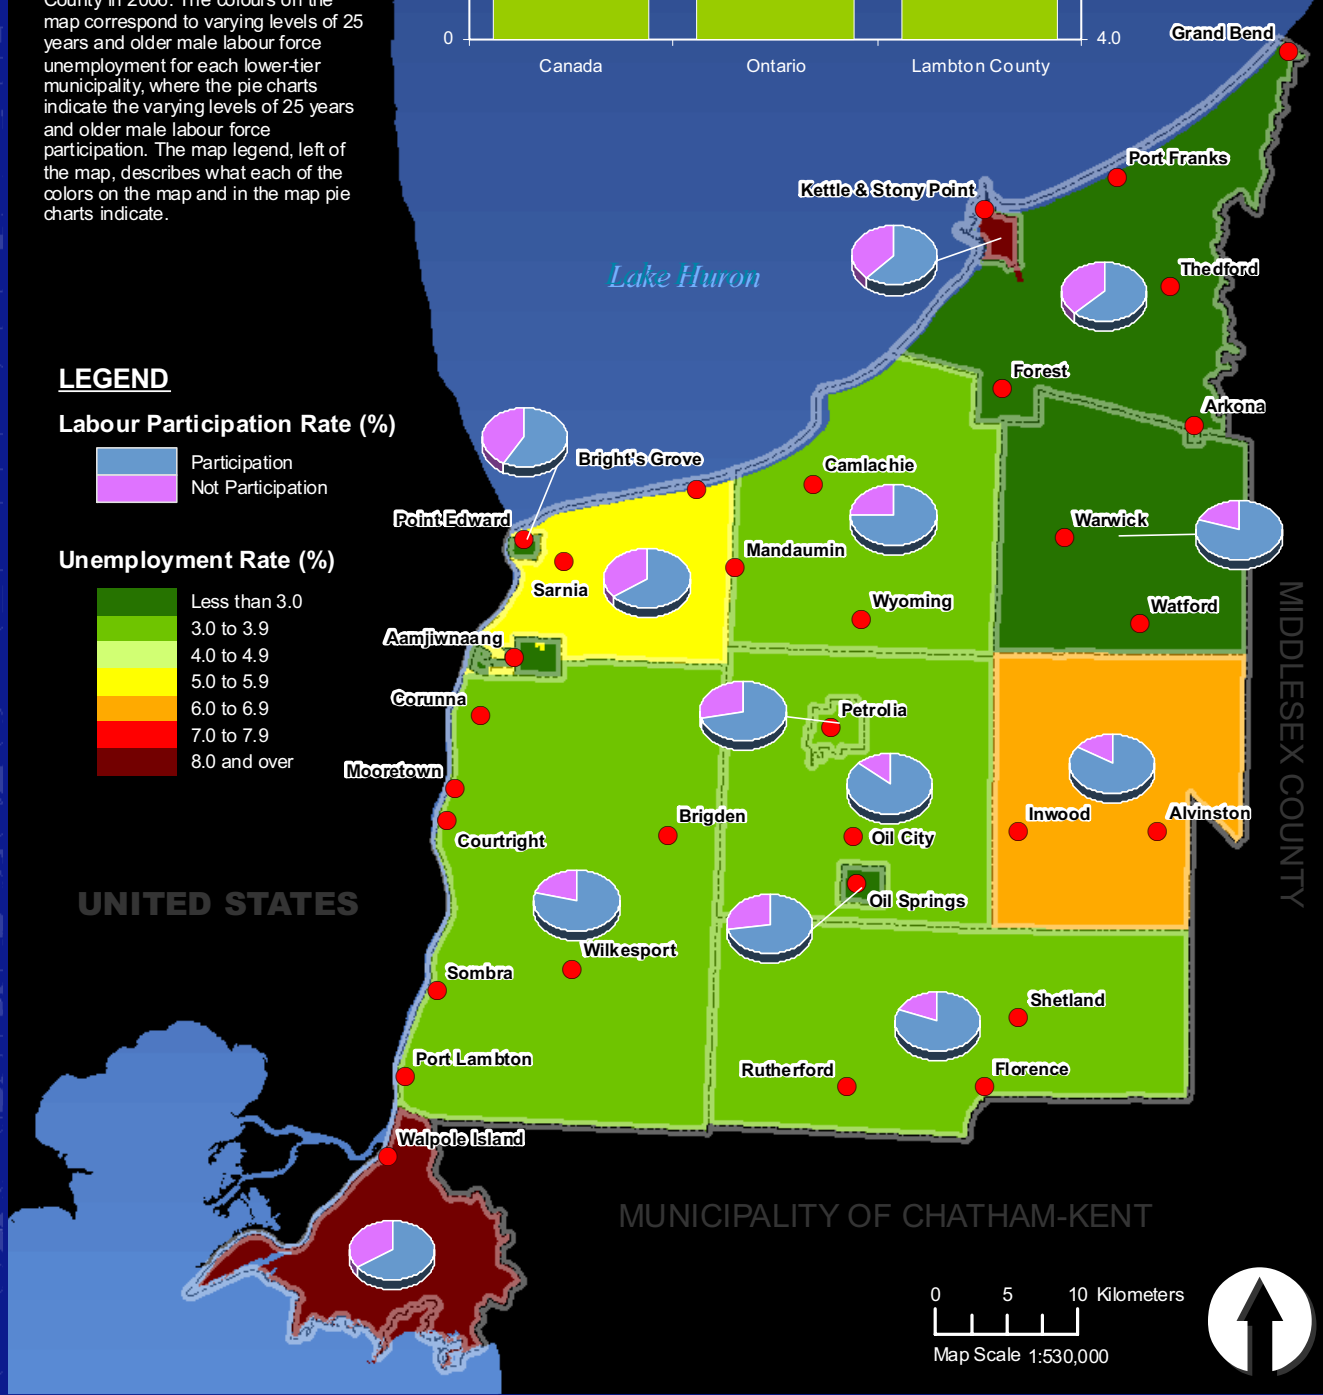 County in 2006. The colours on the
map correspond to varying levels of 25
years and older male labour force
unemployment for each lower-tier
municipality, where the pie charts
indicate the varying levels of 25 years
and older male labour force
participation. The map legend, left of
the map, describes what each of the
colors on the map and in the map pie
charts indicate.
0
4.0
Canada
Ontario
Lambton County
Grand Bend
Port Franks
Kettle & Stony Point
Lake Huron
Thedford
Forest
Arkona
LEGEND
Labour Participation Rate (%)
Participation
Not Participation
Unemployment Rate (%)
Less than 3.0
3.0 to 3.9
4.0 to 4.9
5.0 to 5.9
6.0 to 6.9
7.0 to 7.9
8.0 and over
Bright's Grove
Camlachie
Point Edward
Warwick
Mandaumin
Sarnia
Wyoming
Watford
Aamjiwnaang
Corunna
Petrolia
MIDDLESEX COUNTY
Mooretown
Brigden
Inwood
Alvinston
Courtright
Oil City
UNITED STATES
Oil Springs
Wilkesport
Sombra
Shetland
Port Lambton
Rutherford
Florence
Walpole Island
MUNICIPALITY OF CHATHAM-KENT
0 5 10 Kilometers
Map Scale 1:530,000